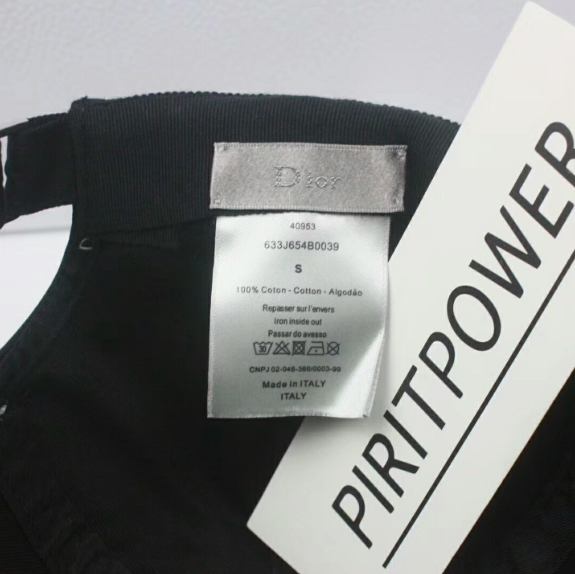 Dior
40953
633J654B0039
S
100% Coton - Cotton - Algodão
Repasser sur l'envers
iron inside out
Passar do avesso
CNPJ 02-046-386/0003-99
Made in ITALY
ITALY
PIRITPOWER